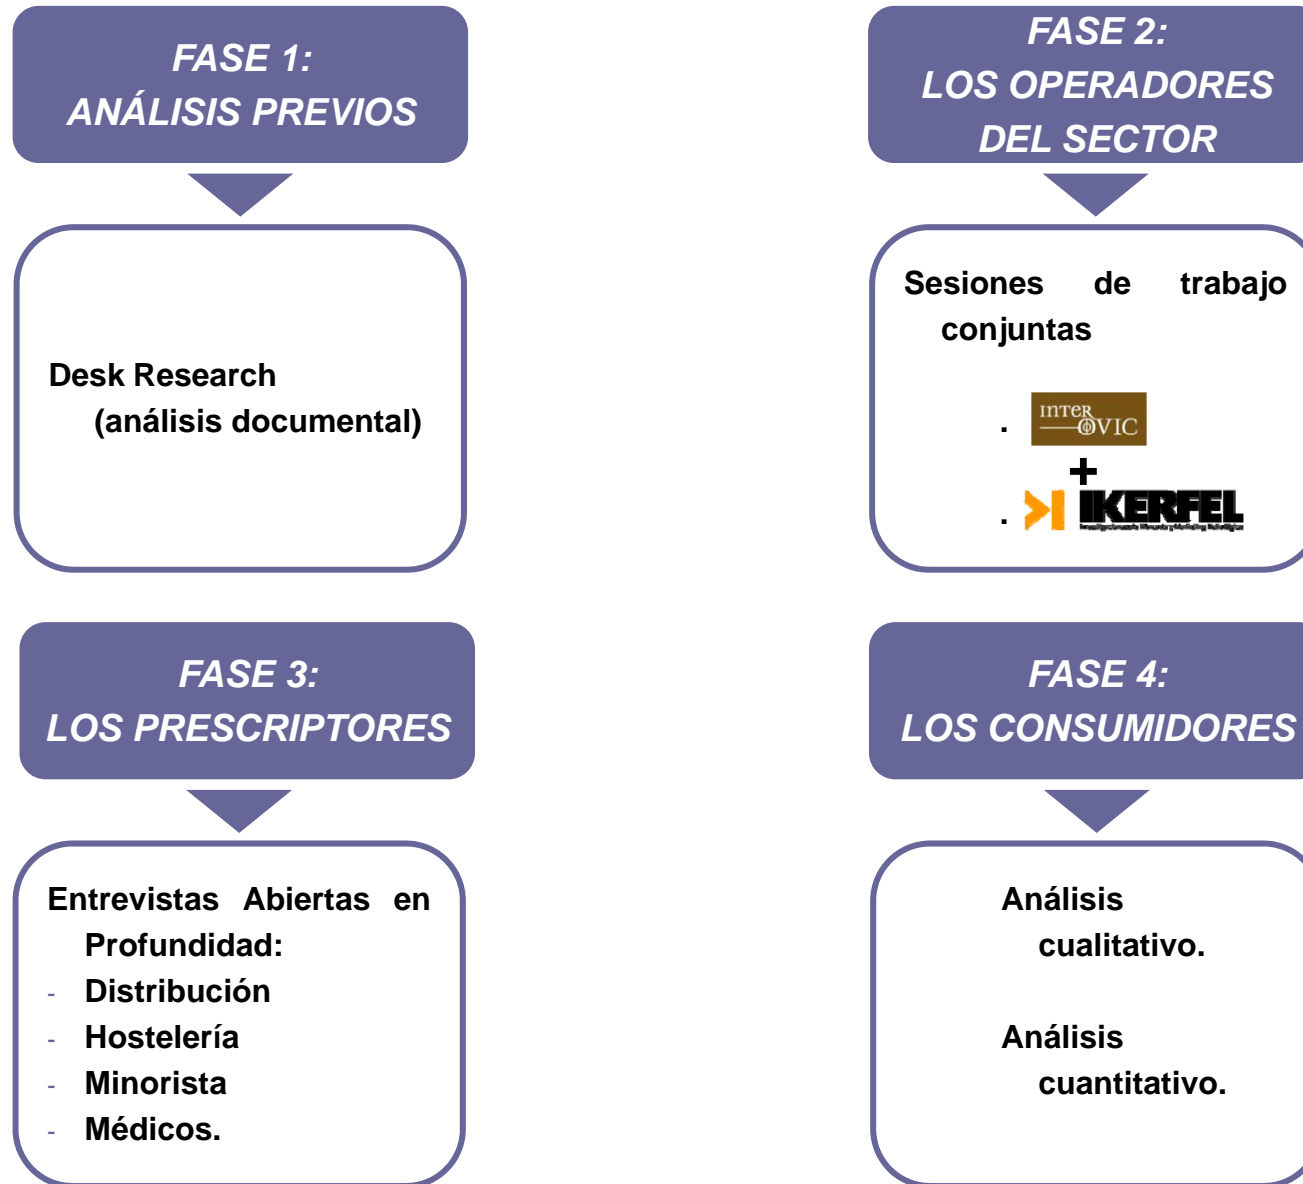 FASE 1:
ANÁLISIS PREVIOS
Desk Research
(análisis documental)
FASE 2:
LOS OPERADORES
DEL SECTOR
Sesiones de trabajo
conjuntas
. INTER
OVIC
+
. IKERFEL
FASE 3:
LOS PRESCRIPTORES
Entrevistas Abiertas en
Profundidad:
- Distribución
- Hostelería
- Minorista
- Médicos.
FASE 4:
LOS CONSUMIDORES
Análisis
cualitativo.
Análisis
cuantitativo.